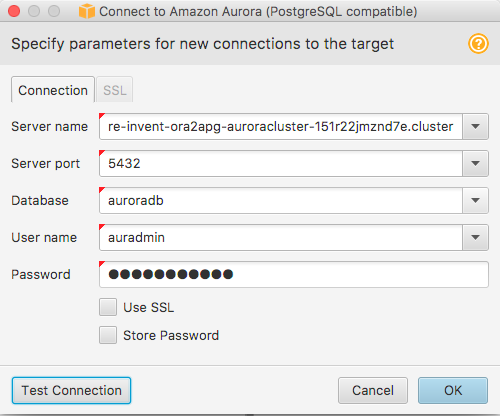 Connect to Amazon Aurora (PostgreSQL compatible)
Specify parameters for new connections to the target
?
Connection SSL
Server name re-invent-ora2apg-auroracluster-151r22jmznd7e.cluster
Server port 5432
Database auroradb
User name auradmin
Password ●●●●●●●●●●●
Use SSL
Store Password
Test Connection Cancel OK